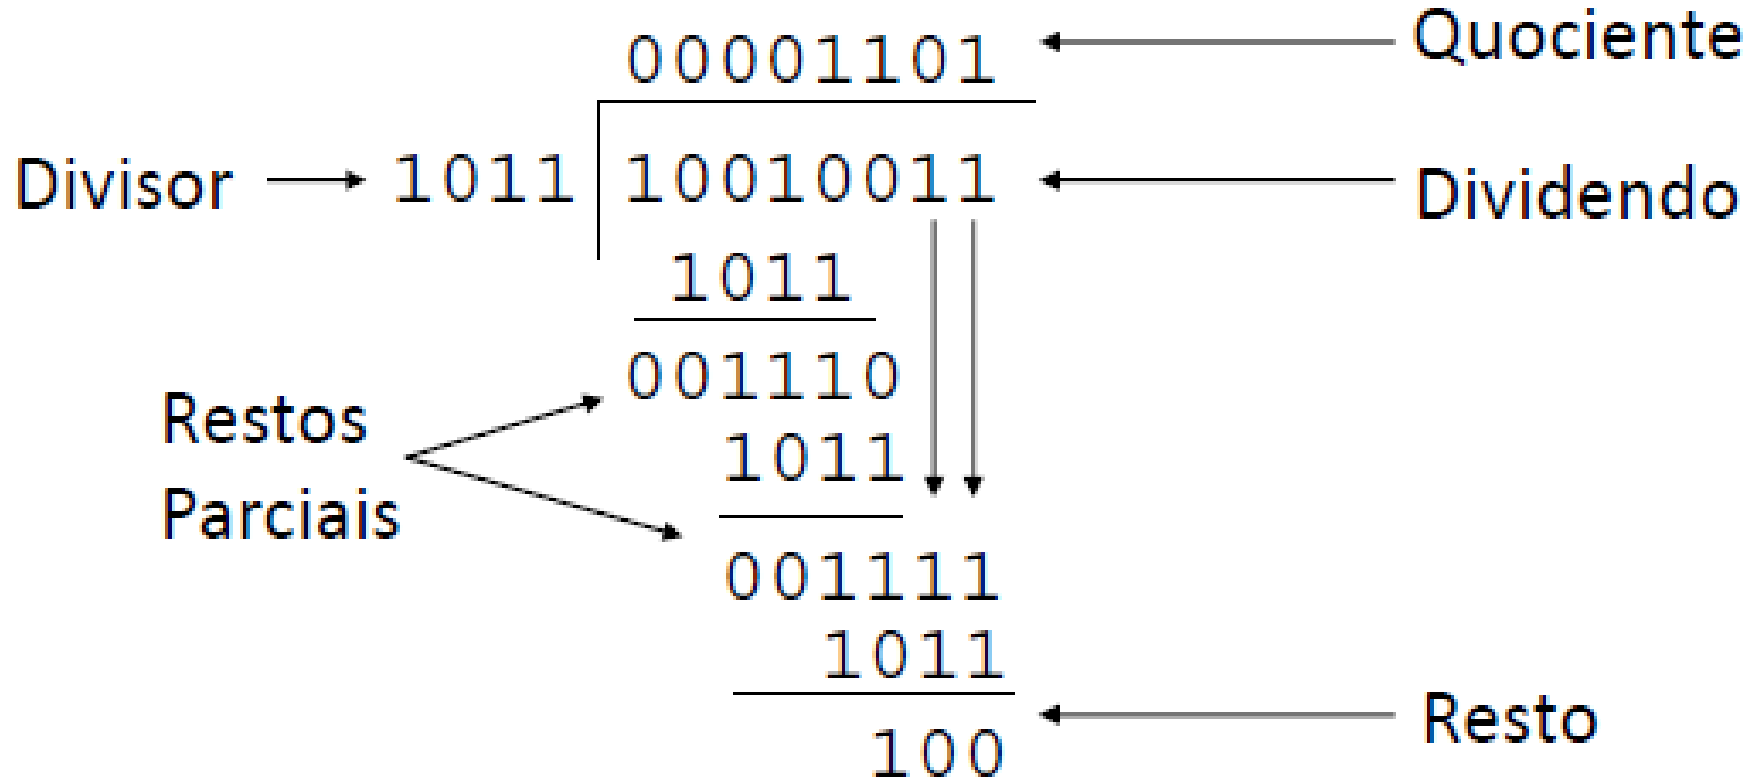 00001101 Quociente
Divisor 1011 10010011 Dividendo
1011
001110
Restos
1011
Parciais
001111
1011
100 Resto